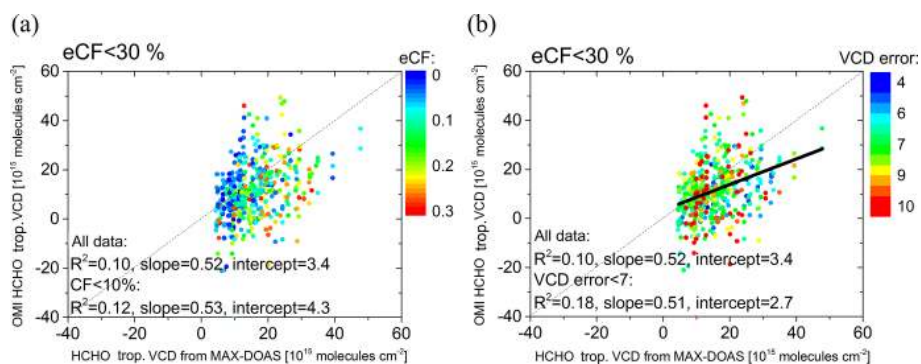 (a)
eCF<30 %
eCF:
60
40
20
0
-20
-40
OMI HCHO trop. VCD [10¹⁵ molecules cm⁻²]
0
0.1
0.2
0.3
All data:
R²=0.10, slope=0.52, intercept=3.4
CF<10%:
R²=0.12, slope=0.53, intercept=4.3
-40 -20 0 20 40 60
HCHO trop. VCD from MAX-DOAS [10¹⁵ molecules cm⁻²]
(b)
eCF<30 %
VCD error:
60
40
20
0
-20
-40
OMI HCHO trop. VCD [10¹⁵ molecules cm⁻²]
4
5
6
7
8
9
10
All data:
R²=0.10, slope=0.52, intercept=3.4
VCD error<7:
R²=0.18, slope=0.51, intercept=2.7
-40 -20 0 20 40 60
HCHO trop. VCD from MAX-DOAS [10¹⁵ molecules cm⁻²]